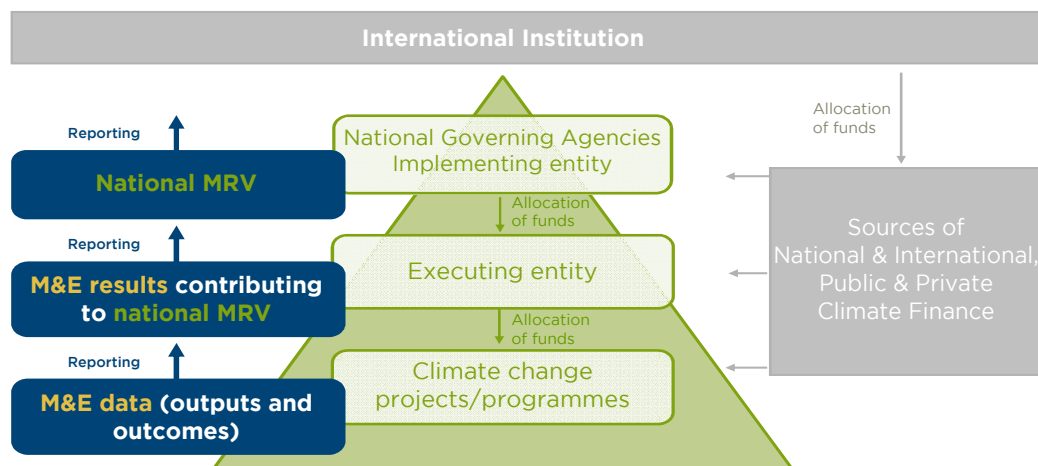 International Institution
Reporting
National MRV
Reporting
M&E results contributing
to national MRV
Reporting
M&E data (outputs and
outcomes)
National Governing Agencies
Implementing entity
Allocation
of funds
Executing entity
Allocation
of funds
Climate change
projects/programmes
Allocation
of funds
Sources of
National & International,
Public & Private
Climate Finance